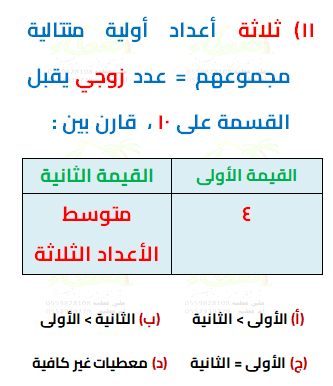 ١١) ثلاثة أعداد أولية متتالية
مجموعهم = عدد زوجي يقبل
القسمة على ١٠ ، قارن بين :
القيمة الأولى القيمة الثانية
٤ متوسط
الأعداد الثلاثة
(أ) الأولى > الثانية (ب) الثانية > الأولى
(ج) الأولى = الثانية (د) معطيات غير كافية